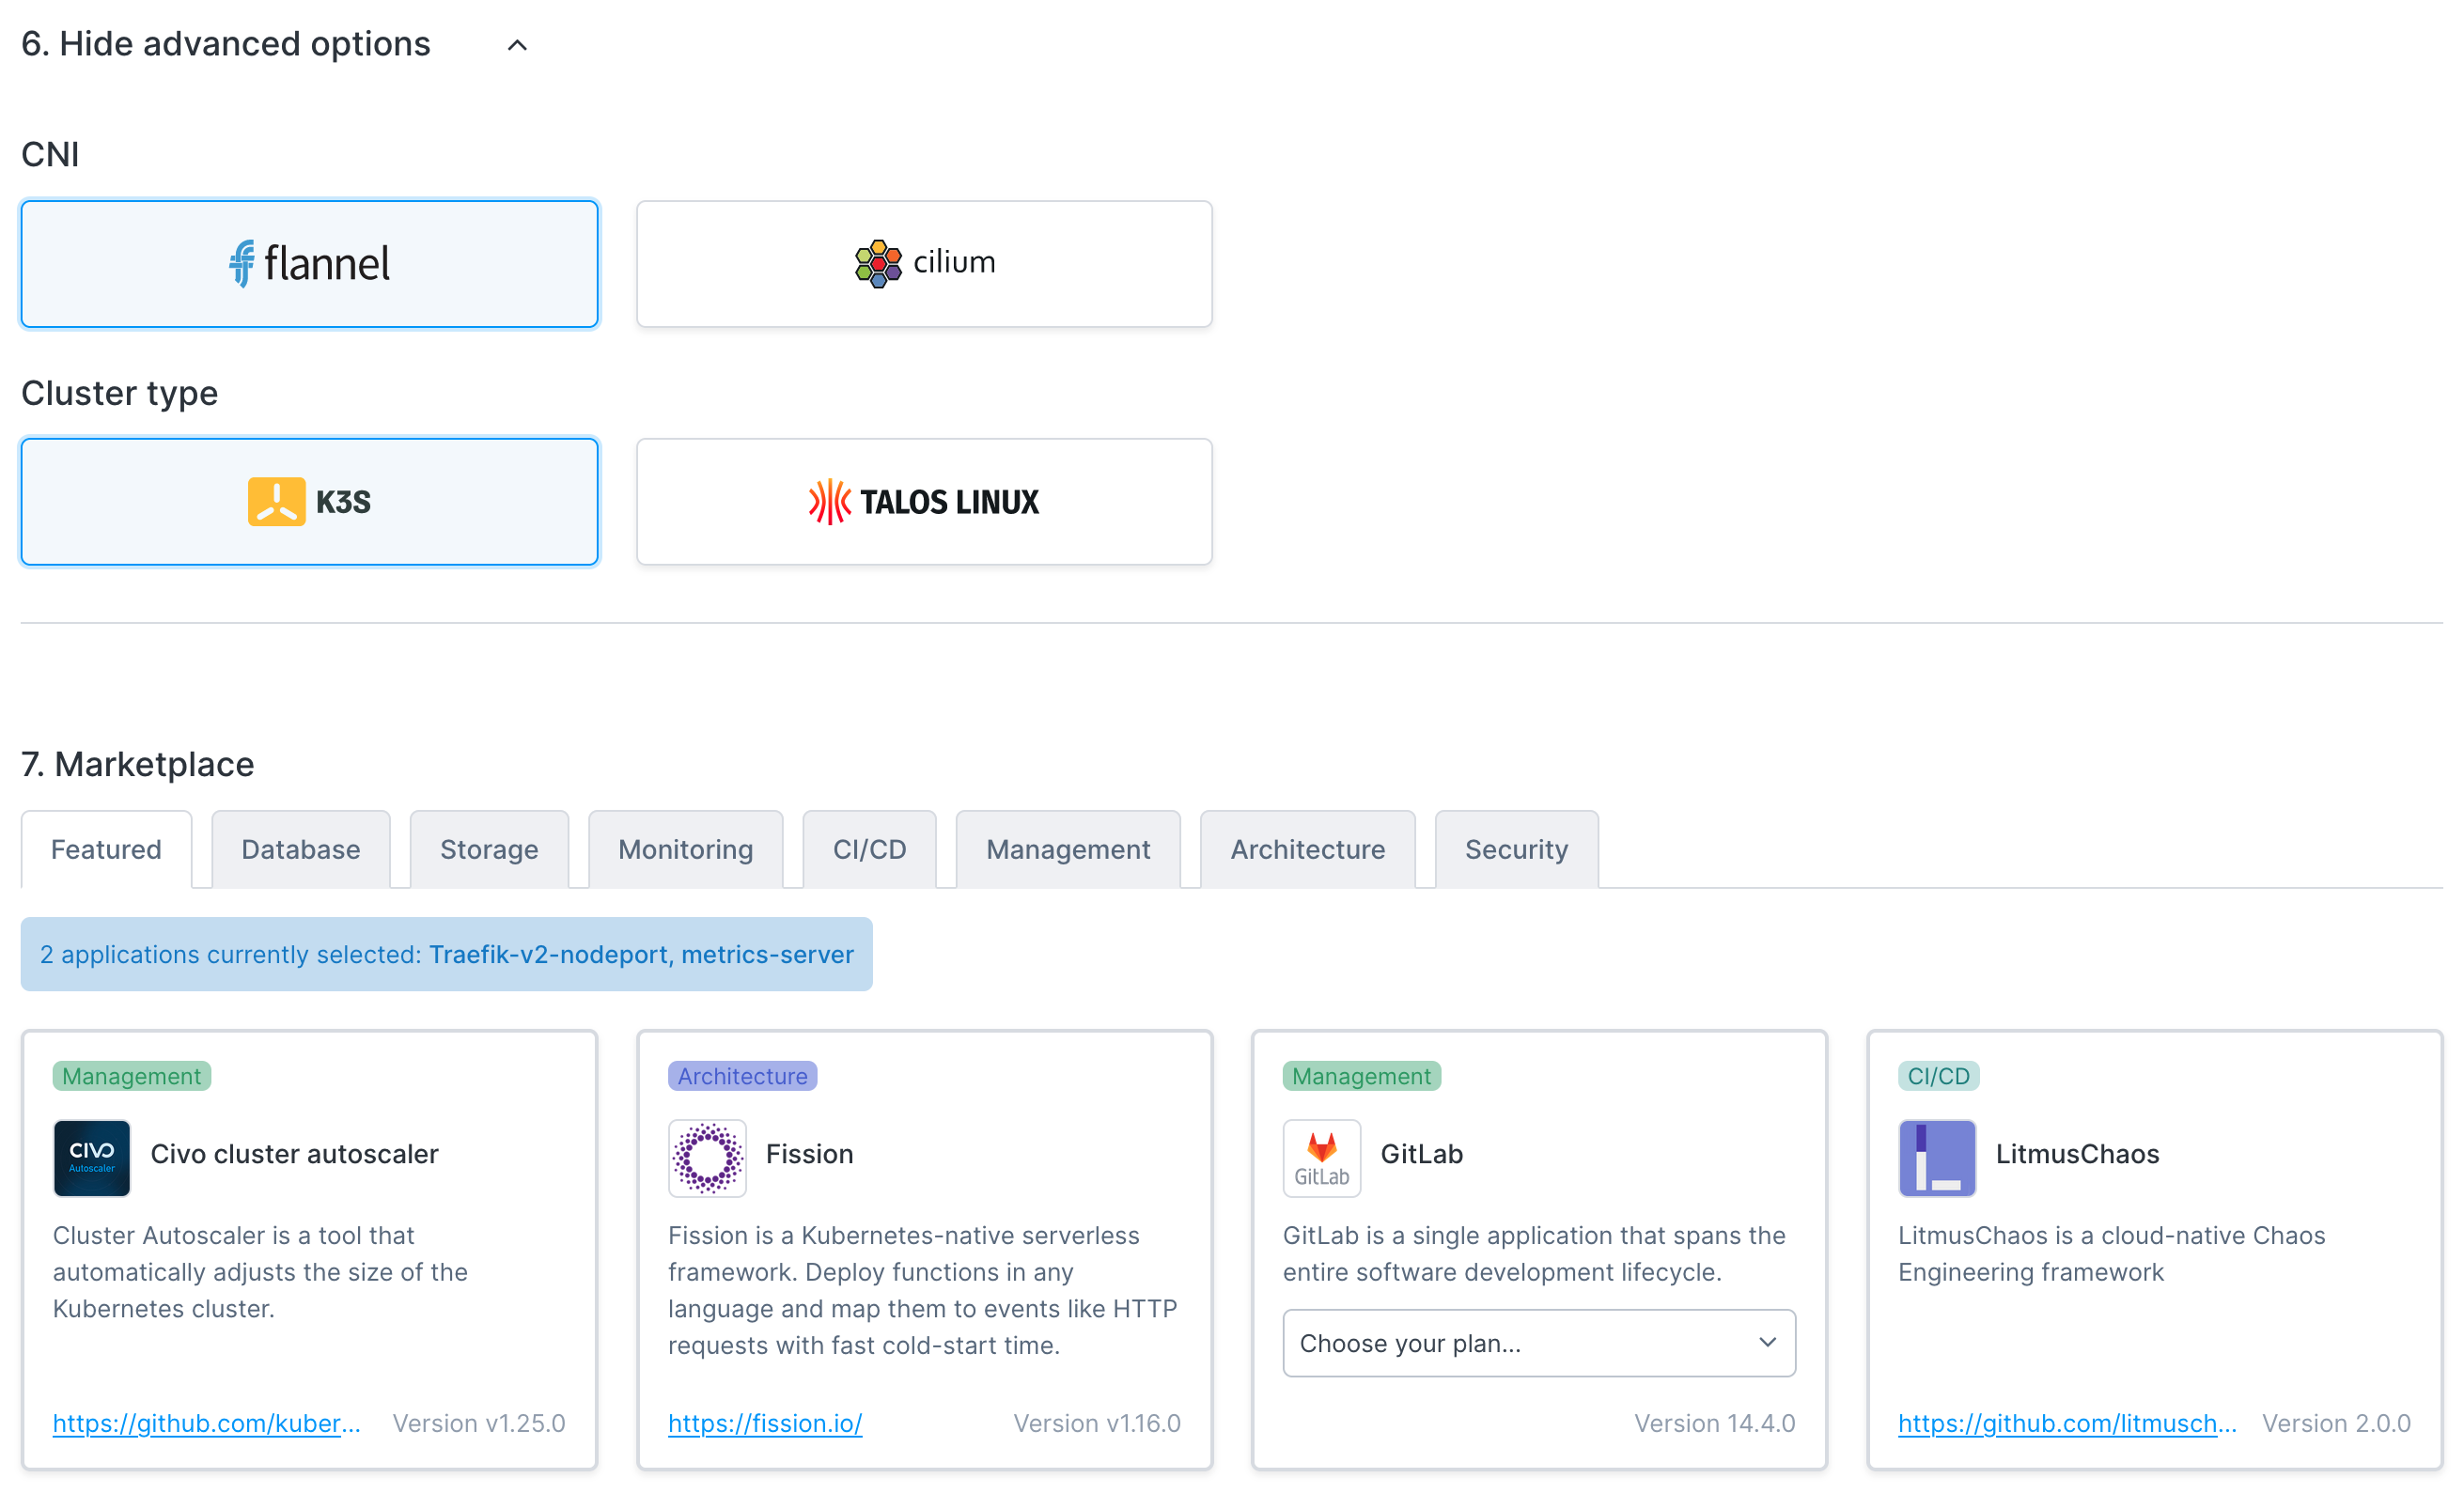 6. Hide advanced options
CNI
flannel
cilium
Cluster type
K3S
TALOS LINUX
7. Marketplace
Featured
Database
Storage
Monitoring
CI/CD
Management
Architecture
Security
2 applications currently selected: Traefik-v2-nodeport, metrics-server
Management
CIVO
Autoscaler
Civo cluster autoscaler
Cluster Autoscaler is a tool that
automatically adjusts the size of the
Kubernetes cluster.
https://github.com/kuber...
Version v1.25.0
Architecture
Fission
Fission is a Kubernetes-native serverless
framework. Deploy functions in any
language and map them to events like HTTP
requests with fast cold-start time.
https://fission.io/
Version v1.16.0
Management
GitLab
GitLab
GitLab is a single application that spans the
entire software development lifecycle.
Choose your plan...
Version 14.4.0
CI/CD
LitmusChaos
LitmusChaos is a cloud-native Chaos
Engineering framework
https://github.com/litmusch...
Version 2.0.0